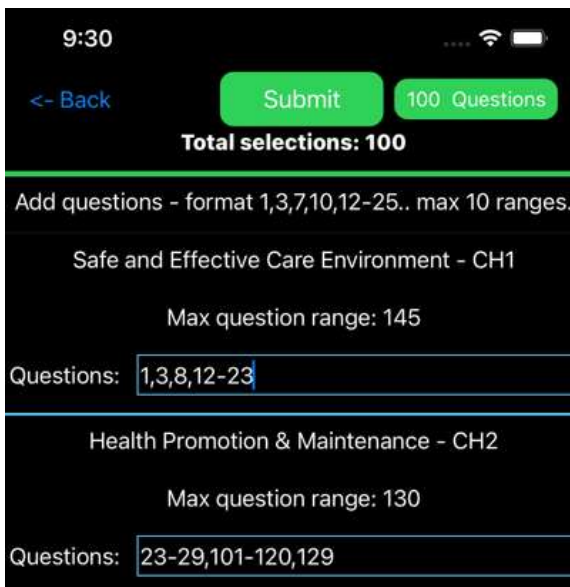 9:30
<- Back Submit 100 Questions
Total selections: 100
Add questions - format 1,3,7,10,12-25.. max 10 ranges.
Safe and Effective Care Environment - CH1
Max question range: 145
Questions: 1,3,8,12-23
Health Promotion & Maintenance - CH2
Max question range: 130
Questions: 23-29,101-120,129